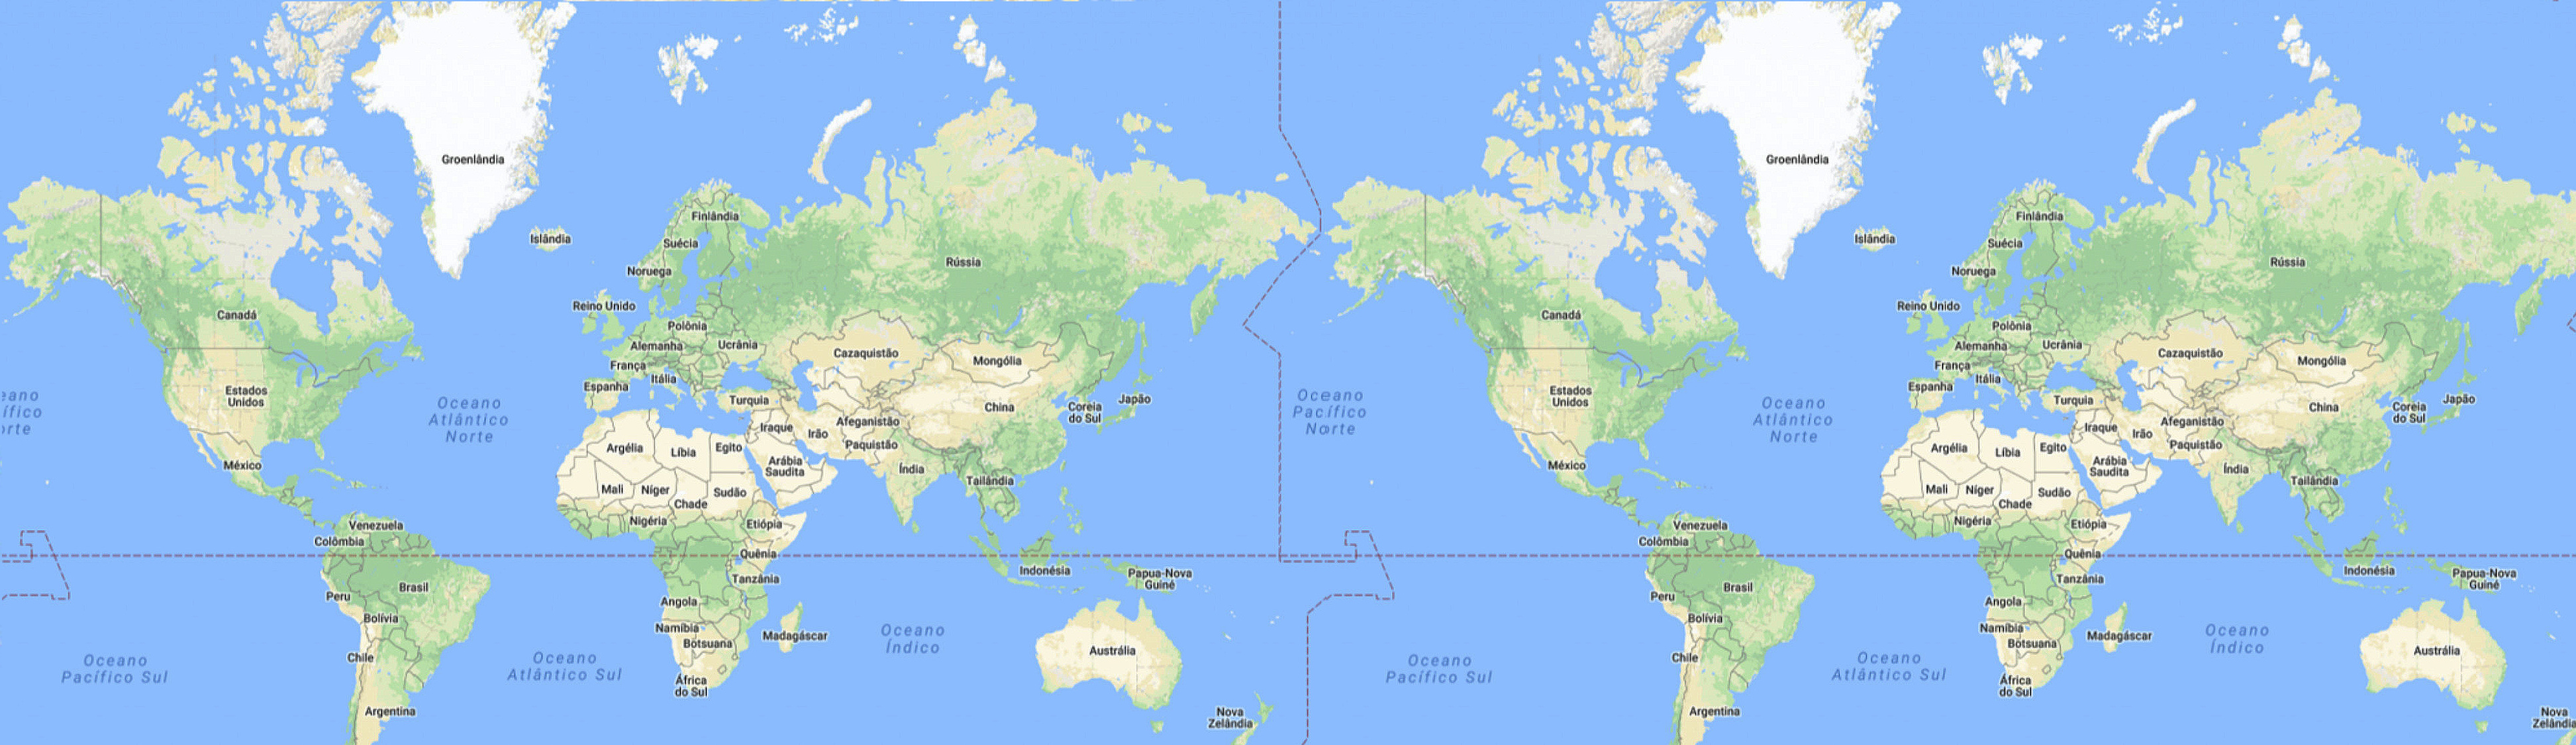 Groenlândia
Finlândia
Islândia
Suécia
Rússia
Noruega
Reino Unido
Canadá
Polônia
Alemanha
Ucrânia
Cazaquistão
Mongólia
França
Itália
Espanha
Estados
Unidos
Turquia
Japão
China
Coreia
do Sul
Oceano
Atlântico
Norte
Afeganistão
Iraque
Irão
Paquistão
Argélia
Líbia
Egito
Arábia
Saudita
México
Índia
Tailândia
Mali
Níger
Sudão
Chade
Nigéria
Etiópia
Venezuela
Colômbia
Quênia
Indonésia
Papua-Nova
Guiné
Tanzânia
Brasil
Peru
Angola
Bolívia
Namíbia
Botsuana
Madagáscar
Oceano
Índico
Austrália
Chile
Oceano
Pacífico Sul
Oceano
Atlântico Sul
África
do Sul
Argentina
Nova
Zelândia
Groenlândia
Finlândia
Islândia
Suécia
Rússia
Noruega
Reino Unido
Canadá
Polônia
Alemanha
Ucrânia
Cazaquistão
Mongólia
França
Itália
Espanha
Oceano
Pacífico
Norte
Estados
Unidos
Turquia
Japão
China
Coreia
do Sul
Oceano
Atlântico
Norte
Afeganistão
Iraque
Irão
Paquistão
Argélia
Líbia
Egito
Arábia
Saudita
México
Índia
Tailândia
Mali
Níger
Sudão
Chade
Nigéria
Etiópia
Venezuela
Colômbia
Quênia
Indonésia
Papua-Nova
Guiné
Tanzânia
Brasil
Peru
Angola
Bolívia
Namíbia
Botsuana
Madagáscar
Oceano
Índico
Austrália
Chile
Oceano
Pacífico Sul
Oceano
Atlântico Sul
África
do Sul
Argentina
Nova